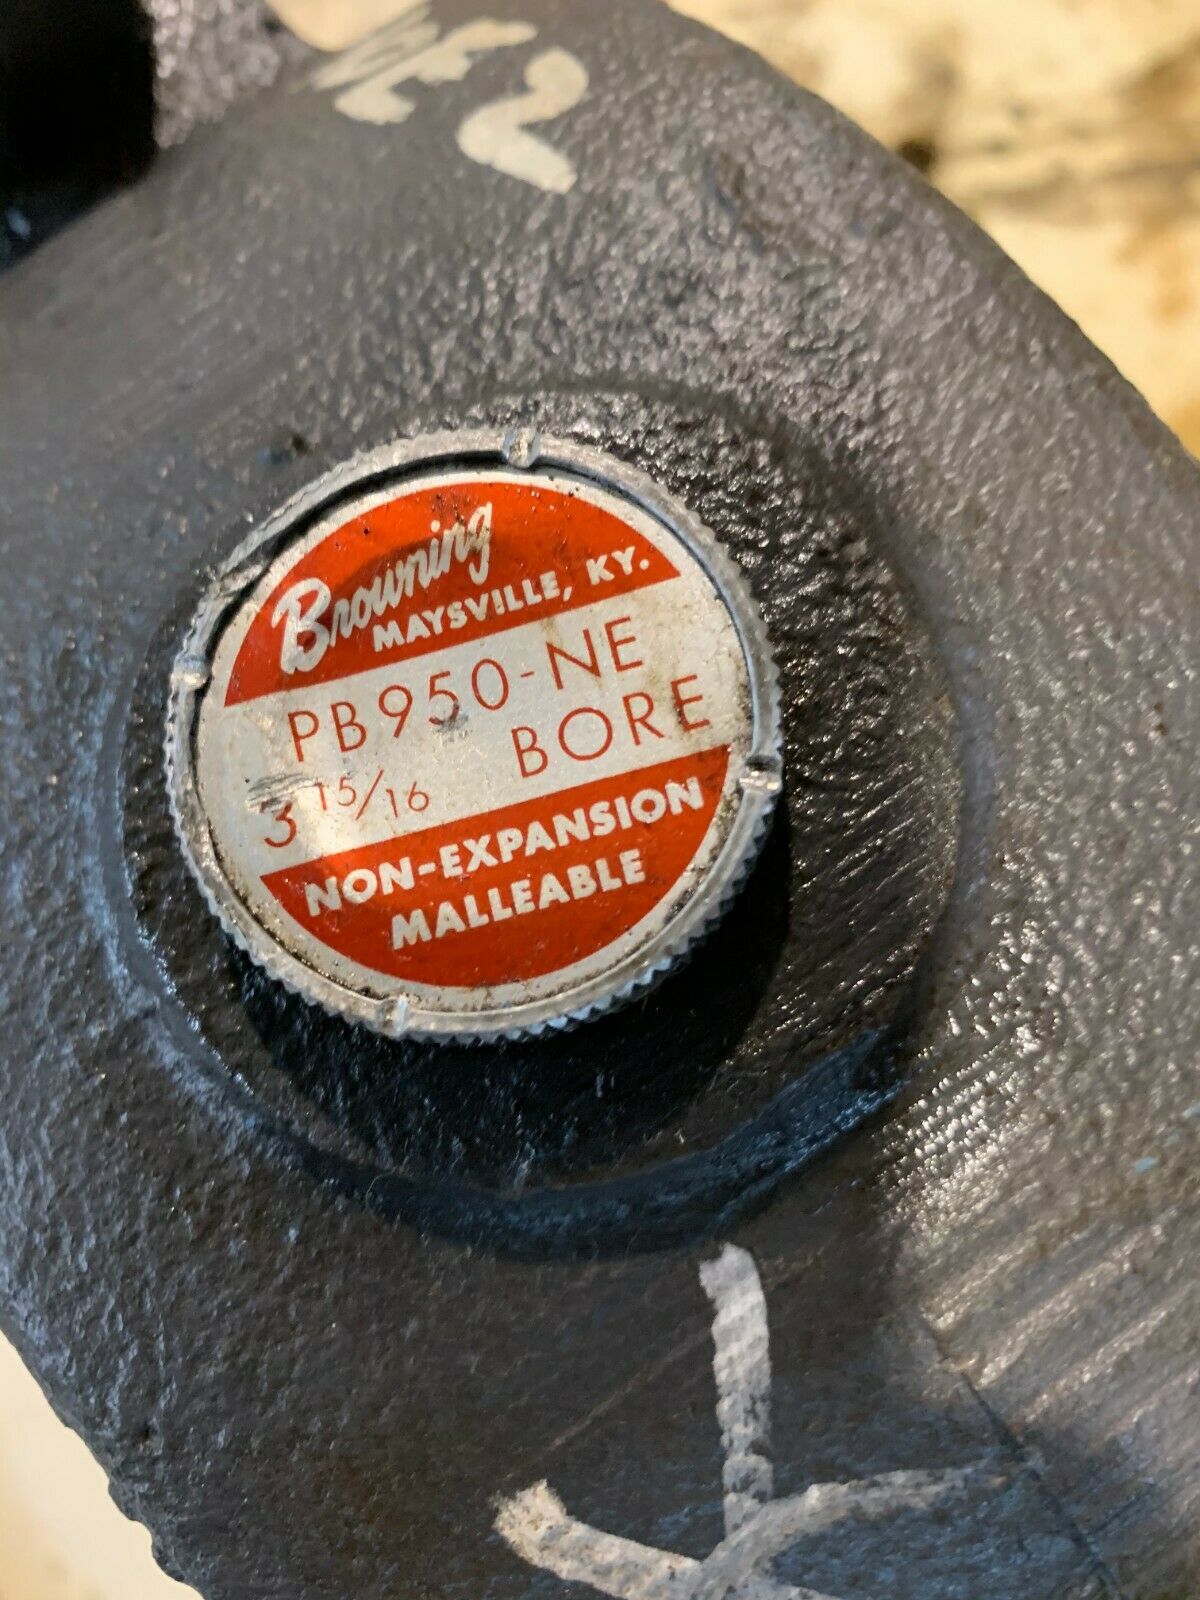 Browning
MAYSVILLE, KY.
PB950-NE
3 15/16 BORE
NON-EXPANSION
MALLEABLE